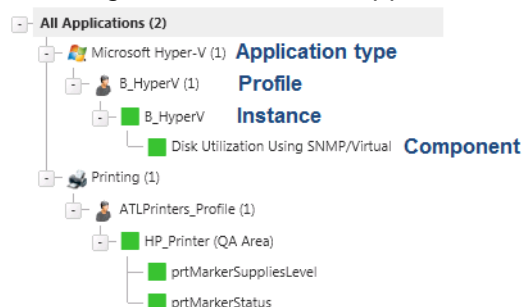 All Applications (2)
Microsoft Hyper-V (1) Application type
B_HyperV (1) Profile
B_HyperV Instance
Disk Utilization Using SNMP/Virtual Component
Printing (1)
ATLPrinters_Profile (1)
HP_Printer (QA Area)
prtMarkerSuppliesLevel
prtMarkerStatus